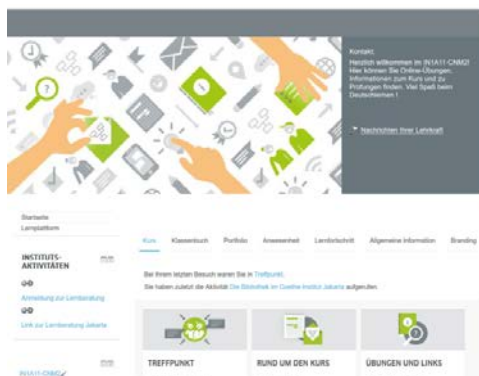 Kontakt:
Herzlich willkommen im IN1A11-CNM2!
Hier können Sie Online-Übungen,
Informationen zum Kurs und zu
Prüfungen finden. Viel Spaß beim
Deutschlernen !
Nachrichten Ihrer Lehrkraft
Startseite
Lernplattform
Kurs Klassenbuch Portfolio Anwesenheit Lernfortschritt Allgemeine Information Branding
INSTITUTS-
AKTIVITÄTEN
Bei Ihrem letzten Besuch waren Sie in Treffpunkt.
Sie haben zuletzt die Aktivität Die Bibliothek im Goethe-Institut Jakarta aufgerufen.
Anmeldung zur Lernberatung
Link zur Lernberatung Jakarta
TREFFPUNKT
RUND UM DEN KURS
ÜBUNGEN UND LINKS
IN1A11-CNM2